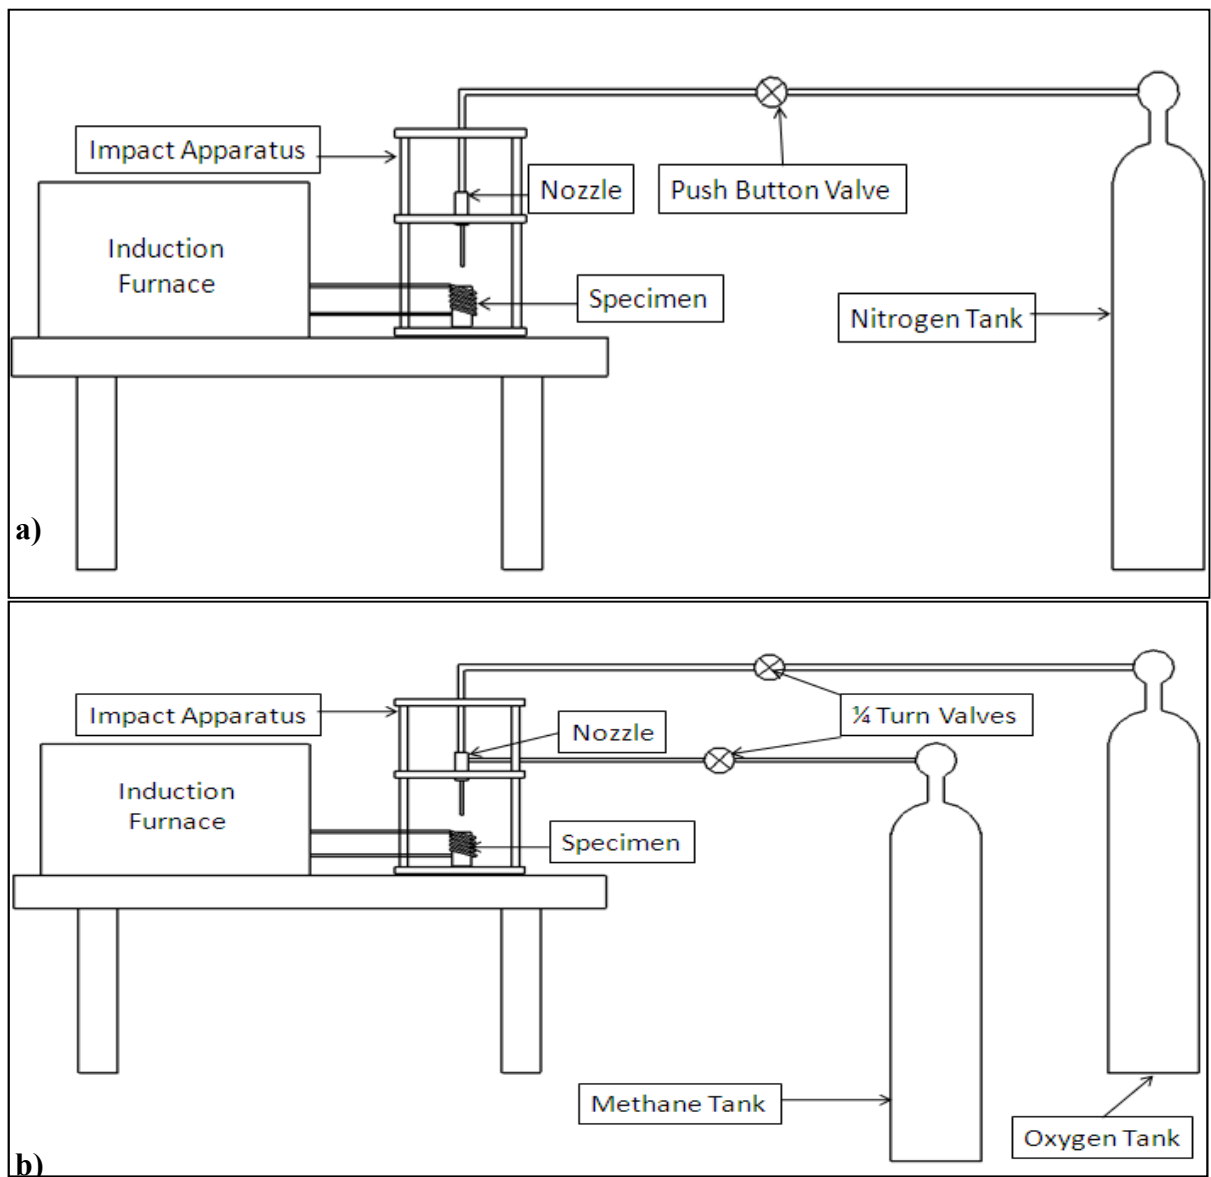 Impact Apparatus
Nozzle
Push Button Valve
Induction
Furnace
Specimen
Nitrogen Tank
a)
Impact Apparatus
¼ Turn Valves
Nozzle
Induction
Furnace
Specimen
Methane Tank
Oxygen Tank
b)